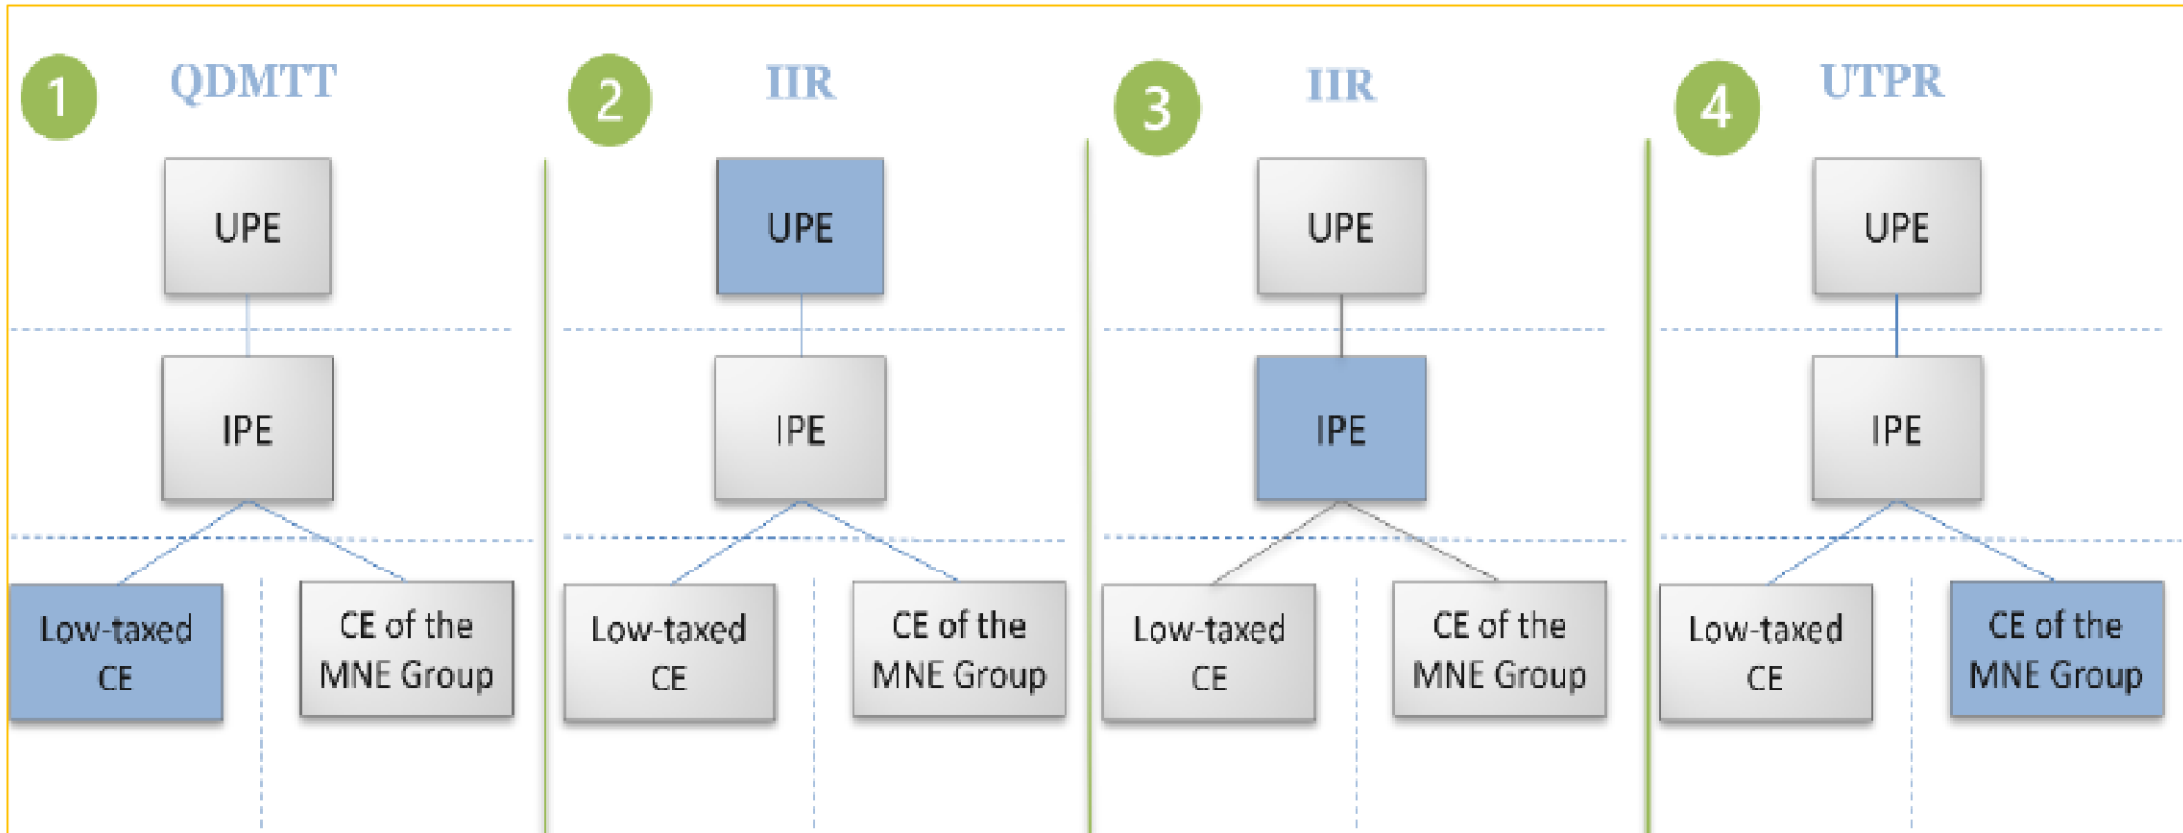 1
QDMTT
UPE
IPE
Low-taxed
CE
CE of the
MNE Group
2
IIR
UPE
IPE
Low-taxed
CE
CE of the
MNE Group
3
IIR
UPE
IPE
Low-taxed
CE
CE of the
MNE Group
4
UTPR
UPE
IPE
Low-taxed
CE
CE of the
MNE Group